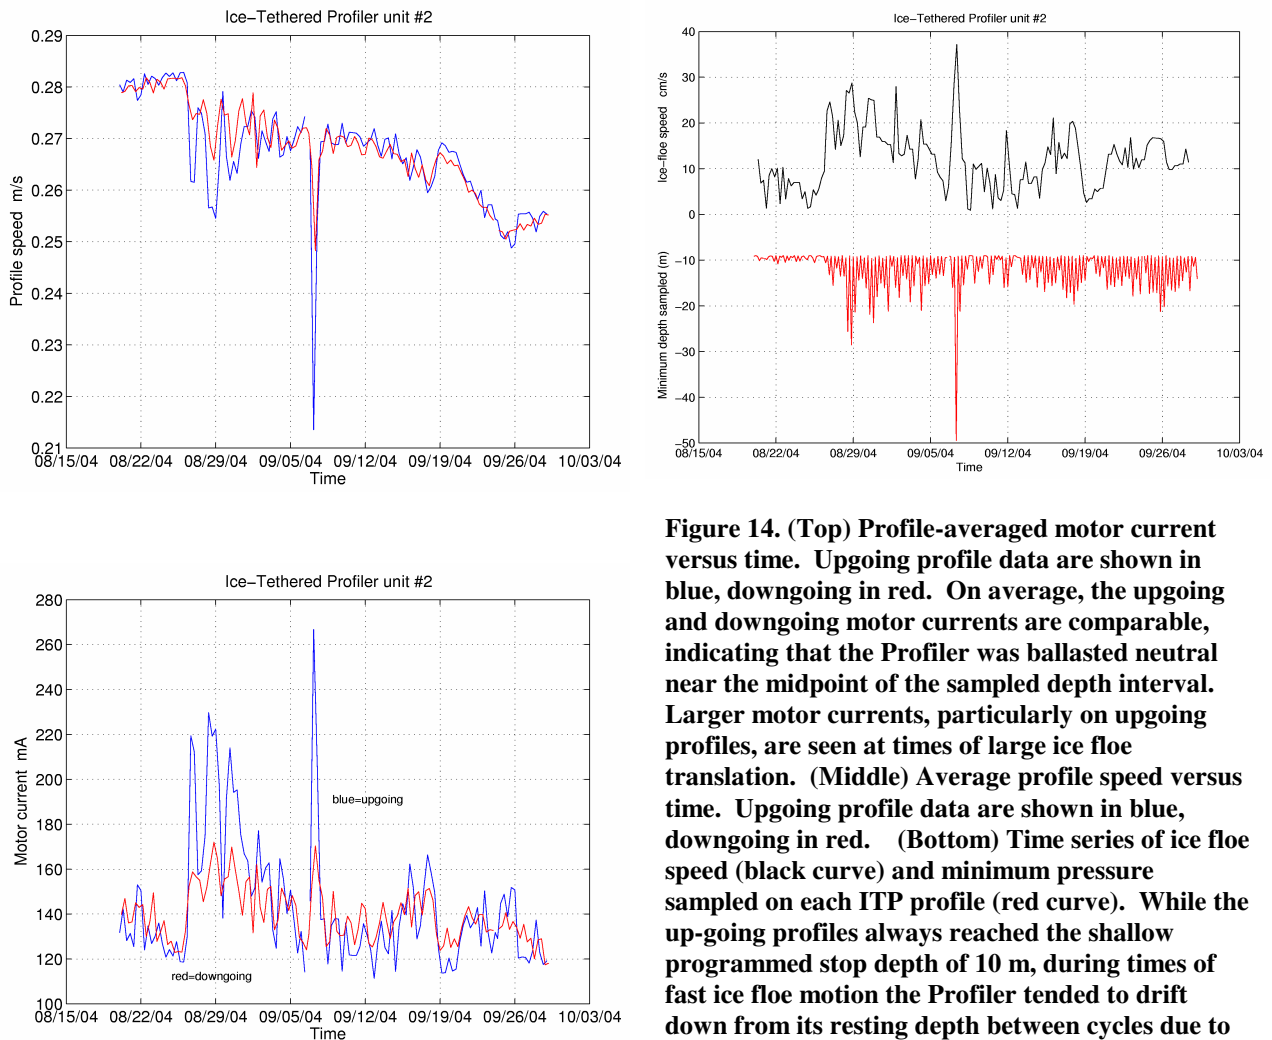 Ice-Tethered Profiler unit #2
0.29
0.28
0.27
0.26
0.25
0.24
0.23
0.22
0.21
Profile speed m/s
08/15/04 08/22/04 08/29/04 09/05/04 09/12/04 09/19/04 09/26/04 10/03/04
Time
Ice-Tethered Profiler unit #2
40
30
20
10
0
-10
-20
-30
-40
-50
Ice-floe speed cm/s
Minimum depth sampled (m)
08/15/04 08/22/04 08/29/04 09/05/04 09/12/04 09/19/04 09/26/04 10/03/04
Time
Ice-Tethered Profiler unit #2
280
260
240
220
200
180
160
140
120
100
Motor current mA
blue=upgoing
red=downgoing
08/15/04 08/22/04 08/29/04 09/05/04 09/12/04 09/19/04 09/26/04 10/03/04
Time
Figure 14. (Top) Profile-averaged motor current
versus time. Upgoing profile data are shown in
blue, downgoing in red. On average, the upgoing
and downgoing motor currents are comparable,
indicating that the Profiler was ballasted neutral
near the midpoint of the sampled depth interval.
Larger motor currents, particularly on upgoing
profiles, are seen at times of large ice floe
translation. (Middle) Average profile speed versus
time. Upgoing profile data are shown in blue,
downgoing in red. (Bottom) Time series of ice floe
speed (black curve) and minimum pressure
sampled on each ITP profile (red curve). While the
up-going profiles always reached the shallow
programmed stop depth of 10 m, during times of
fast ice floe motion the Profiler tended to drift
down from its resting depth between cycles due to